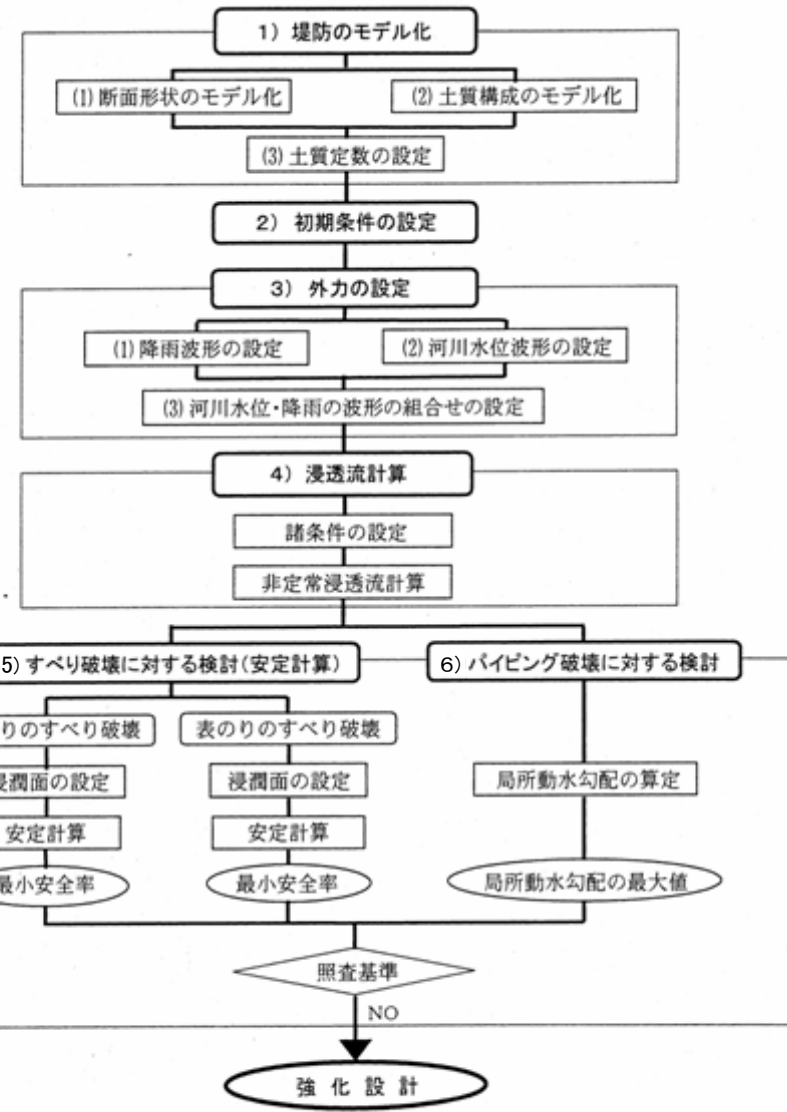 1）堤防のモデル化
(1) 断面形状のモデル化
(2) 土質構成のモデル化
(3) 土質定数の設定
2） 初期条件の設定
3） 外力の設定
(1) 降雨波形の設定
(2) 河川水位波形の設定
(3) 河川水位・降雨の波形の組合せの設定
4）浸透流計算
諸条件の設定
非定常浸透流計算
5）すべり破壊に対する検討（安定計算）
6）パイピング破壊に対する検討
りのすべり破壊
表のりのすべり破壊
浸潤面の設定
浸潤面の設定
局所動水勾配の算定
安定計算
安定計算
最小安全率
最小安全率
局所動水勾配の最大値
照査基準
NO
強 化 設 計